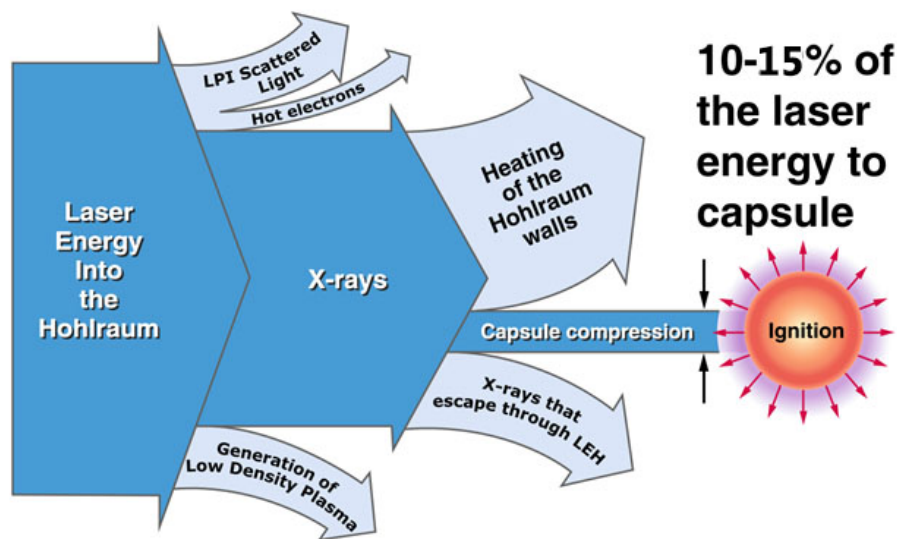 LPI Scattered
Light
Hot electrons
10-15% of
the laser
energy to
capsule
Heating
of the
Hohlraum
walls
Laser
Energy
Into
the
Hohlraum
X-rays
Capsule compression
Ignition
X-rays that
escape through LEH
Generation of
Low Density Plasma